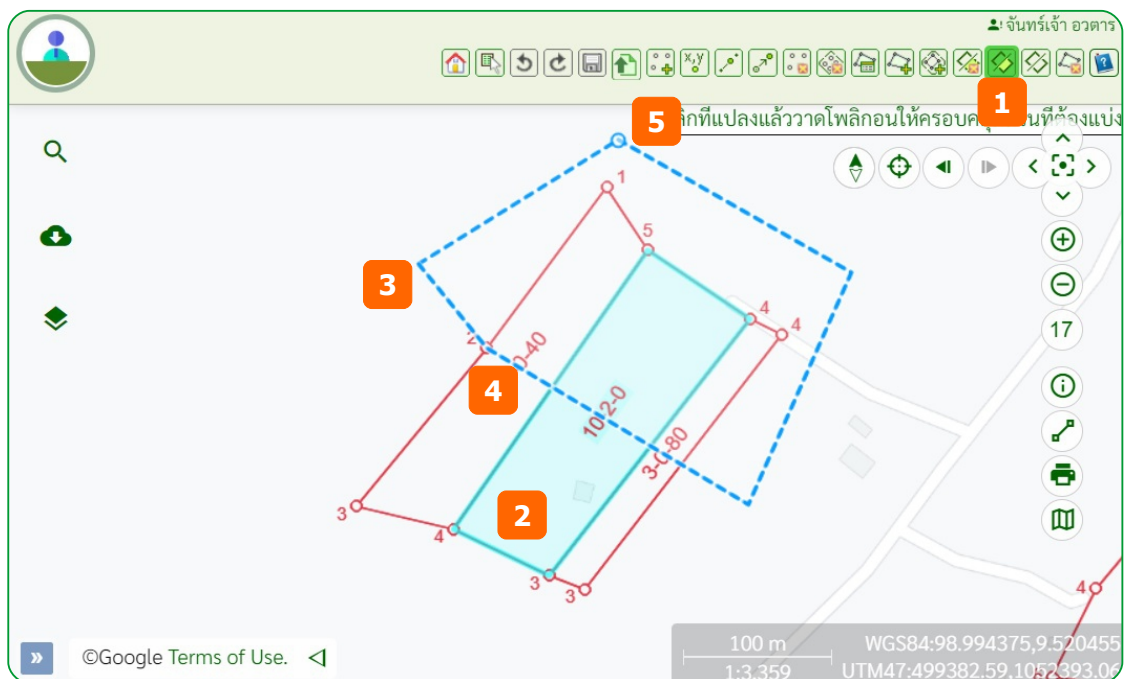 จันทร์เจ้า อวตาร
x,y
1
5
ลิกที่แปลงแล้ววาดโพลิกอนให้ครอบค
นที่ต้องแบ่ง
1
5
3
4
4
17
2
0-40
4
10-2-0
3-0-80
3
2
4
3
3
4
100 m
WGS84:98.994375,9.520455
©Google Terms of Use.
1:3,359
UTM47:499382.59,1052393.06